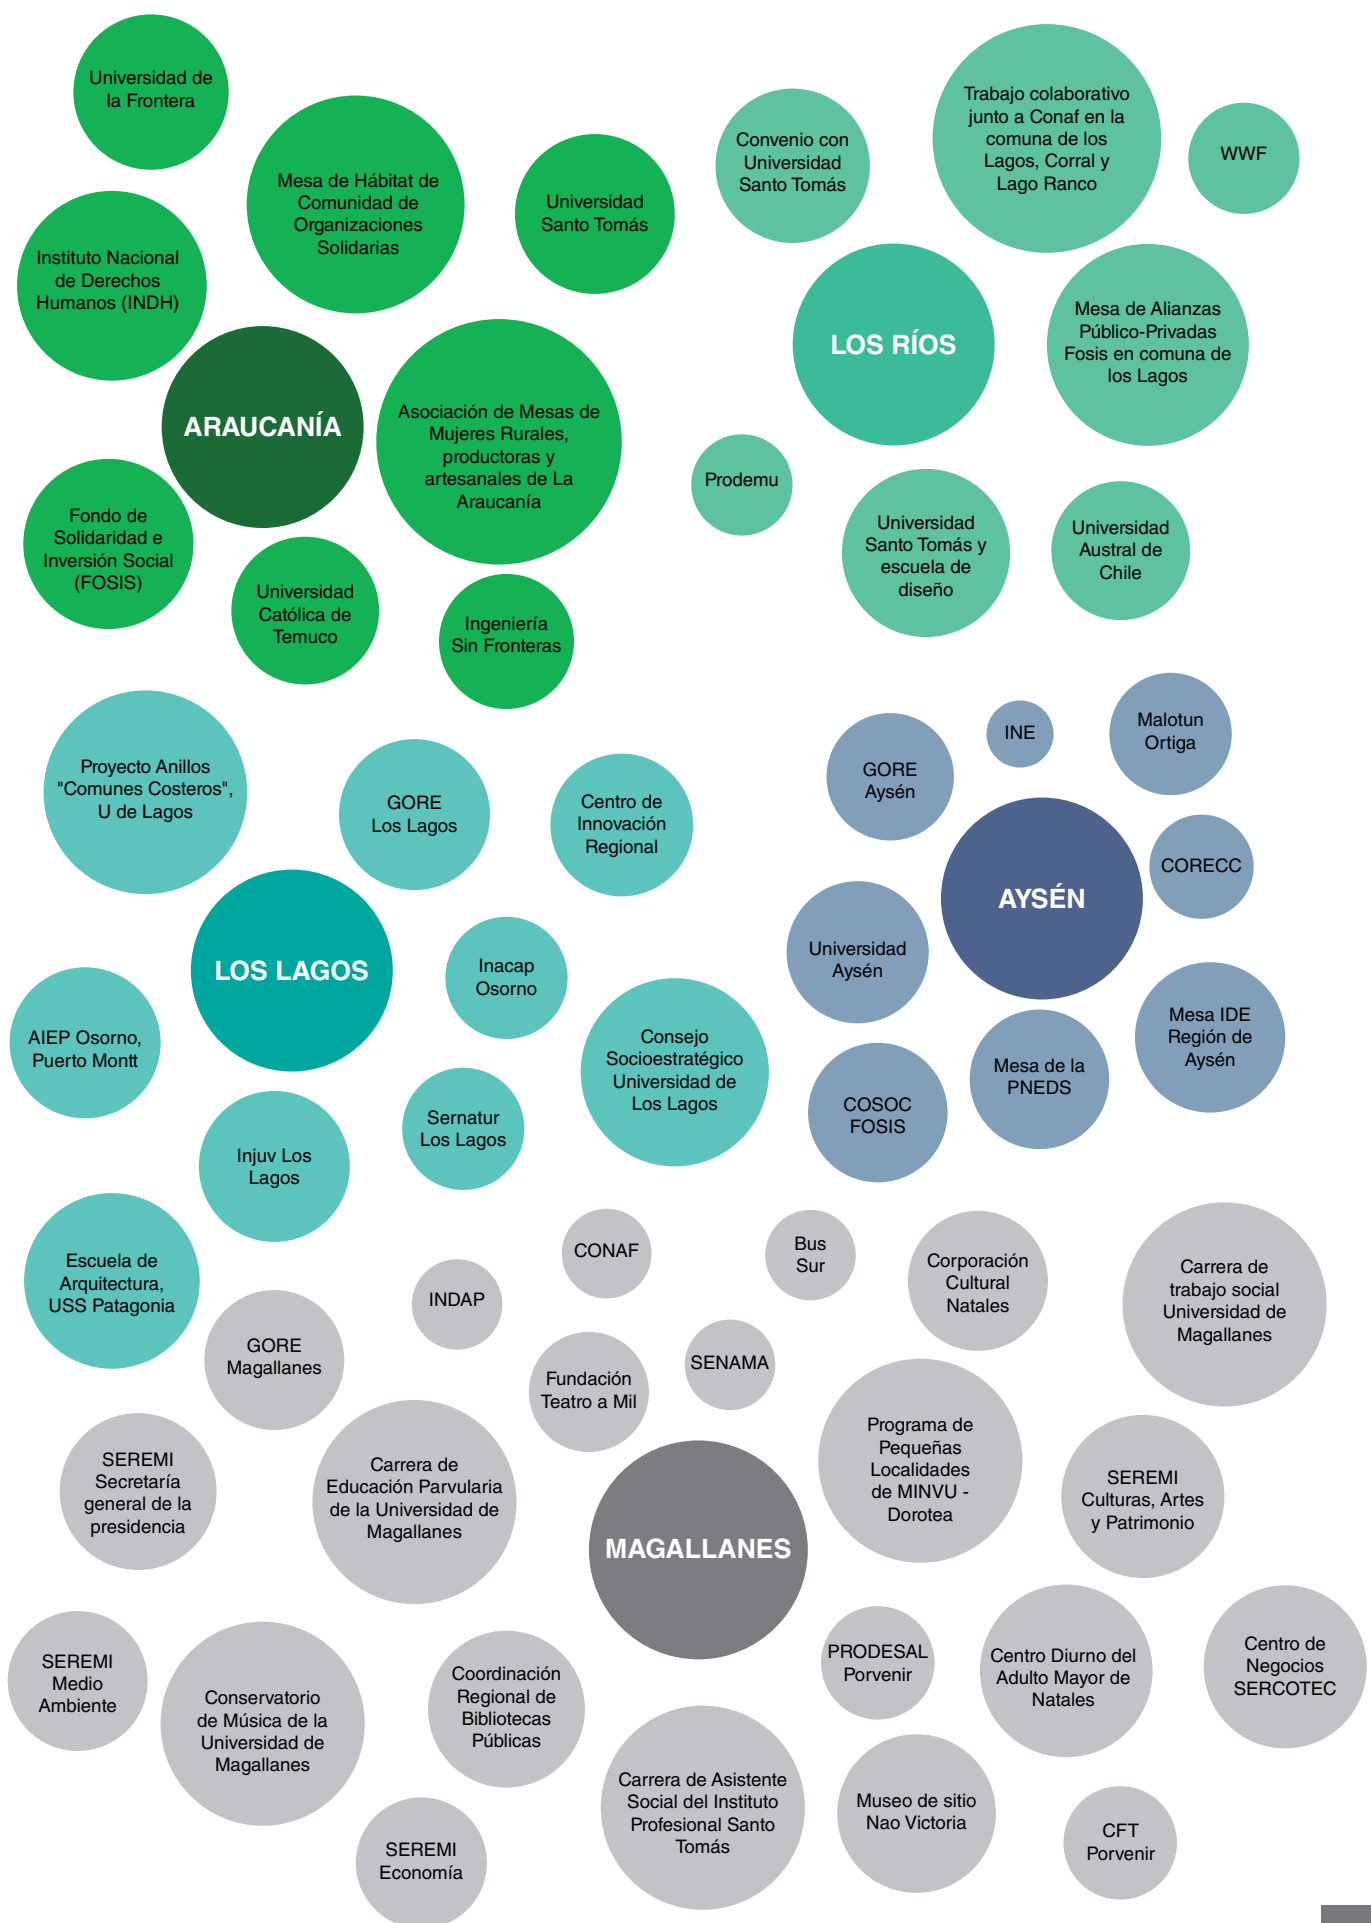 Universidad de
la Frontera
Mesa de Hábitat de
Comunidad de
Organizaciones
Solidarias
Universidad
Santo Tomás
Instituto Nacional
de Derechos
Humanos (INDH)
ARAUCANÍA
Asociación de Mesas de
Mujeres Rurales,
productoras y
artesanales de La
Araucanía
Fondo de
Solidaridad e
Inversión Social
(FOSIS)
Universidad
Católica de
Temuco
Ingeniería
Sin Fronteras
Convenio con
Universidad
Santo Tomás
Trabajo colaborativo
junto a Conaf en la
comuna de los
Lagos, Corral y
Lago Ranco
WWF
LOS RÍOS
Mesa de Alianzas
Público-Privadas
Fosis en comuna de
los Lagos
Prodemu
Universidad
Santo Tomás y
escuela de
diseño
Universidad
Austral de
Chile
Proyecto Anillos
"Comunes Costeros",
U de Lagos
GORE
Los Lagos
Centro de
Innovación
Regional
LOS LAGOS
Inacap
Osorno
AIEP Osorno,
Puerto Montt
Consejo
Socioestratégico
Universidad de
Los Lagos
Sernatur
Los Lagos
Injuv Los
Lagos
Escuela de
Arquitectura,
USS Patagonia
GORE
Aysén
INE
Malotun
Ortiga
CORECC
AYSÉN
Universidad
Aysén
Mesa IDE
Región de
Aysén
Mesa de la
PNEDS
COSOC
FOSIS
CONAF
Bus
Sur
Corporación
Cultural
Natales
Carrera de
trabajo social
Universidad de
Magallanes
INDAP
GORE
Magallanes
Fundación
Teatro a Mil
SENAMA
Programa de
Pequeñas
Localidades
de MINVU -
Dorotea
SEREMI
Secretaría
general de la
presidencia
Carrera de
Educación Parvularia
de la Universidad de
Magallanes
SEREMI
Culturas, Artes
y Patrimonio
MAGALLANES
SEREMI
Medio
Ambiente
Conservatorio
de Música de la
Universidad de
Magallanes
Coordinación
Regional de
Bibliotecas
Públicas
PRODESAL
Porvenir
Centro Diurno del
Adulto Mayor de
Natales
Centro de
Negocios
SERCOTEC
Carrera de Asistente
Social del Instituto
Profesional Santo
Tomás
Museo de sitio
Nao Victoria
SEREMI
Economía
CFT
Porvenir